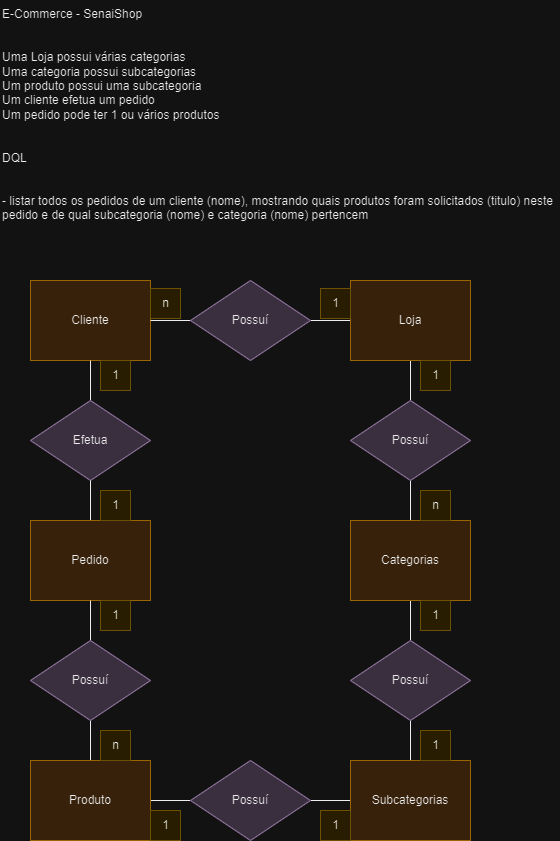 E-Commerce - SenaiShop
Uma Loja possui várias categorias
Uma categoria possui subcategorias
Um produto possui uma subcategoria
Um cliente efetua um pedido
Um pedido pode ter 1 ou vários produtos
DQL
- listar todos os pedidos de um cliente (nome), mostrando quais produtos foram solicitados (titulo) neste
pedido e de qual subcategoria (nome) e categoria (nome) pertencem
Cliente
n
Possuí
1
Loja
1
1
Efetua
Possuí
1
n
Pedido
Categorias
1
1
Possuí
Possuí
n
1
Produto
1
Possuí
1
Subcategorias